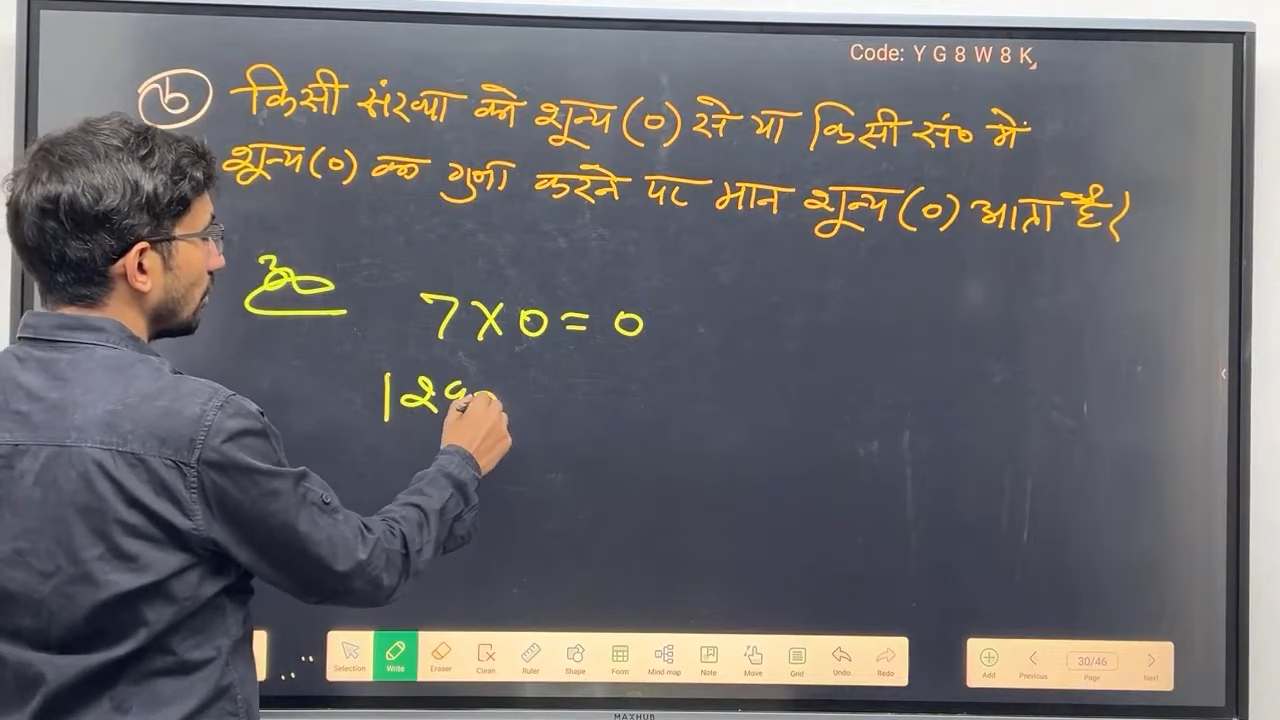 Code: Y G 8 W 8 K
किसी संख्या को शून्य (0) से या किसी सं० में
शून्य (0) का गुणा करने पर मान शून्य (0) आता है।
7 X 0 = 0
Selection
Write
Eraser
Clean
Ruler
Shape
Form
Mind map
Note
Move
Grid
Undo
Redo
Add
Previous
30/46
Page
Next
MAXHUB